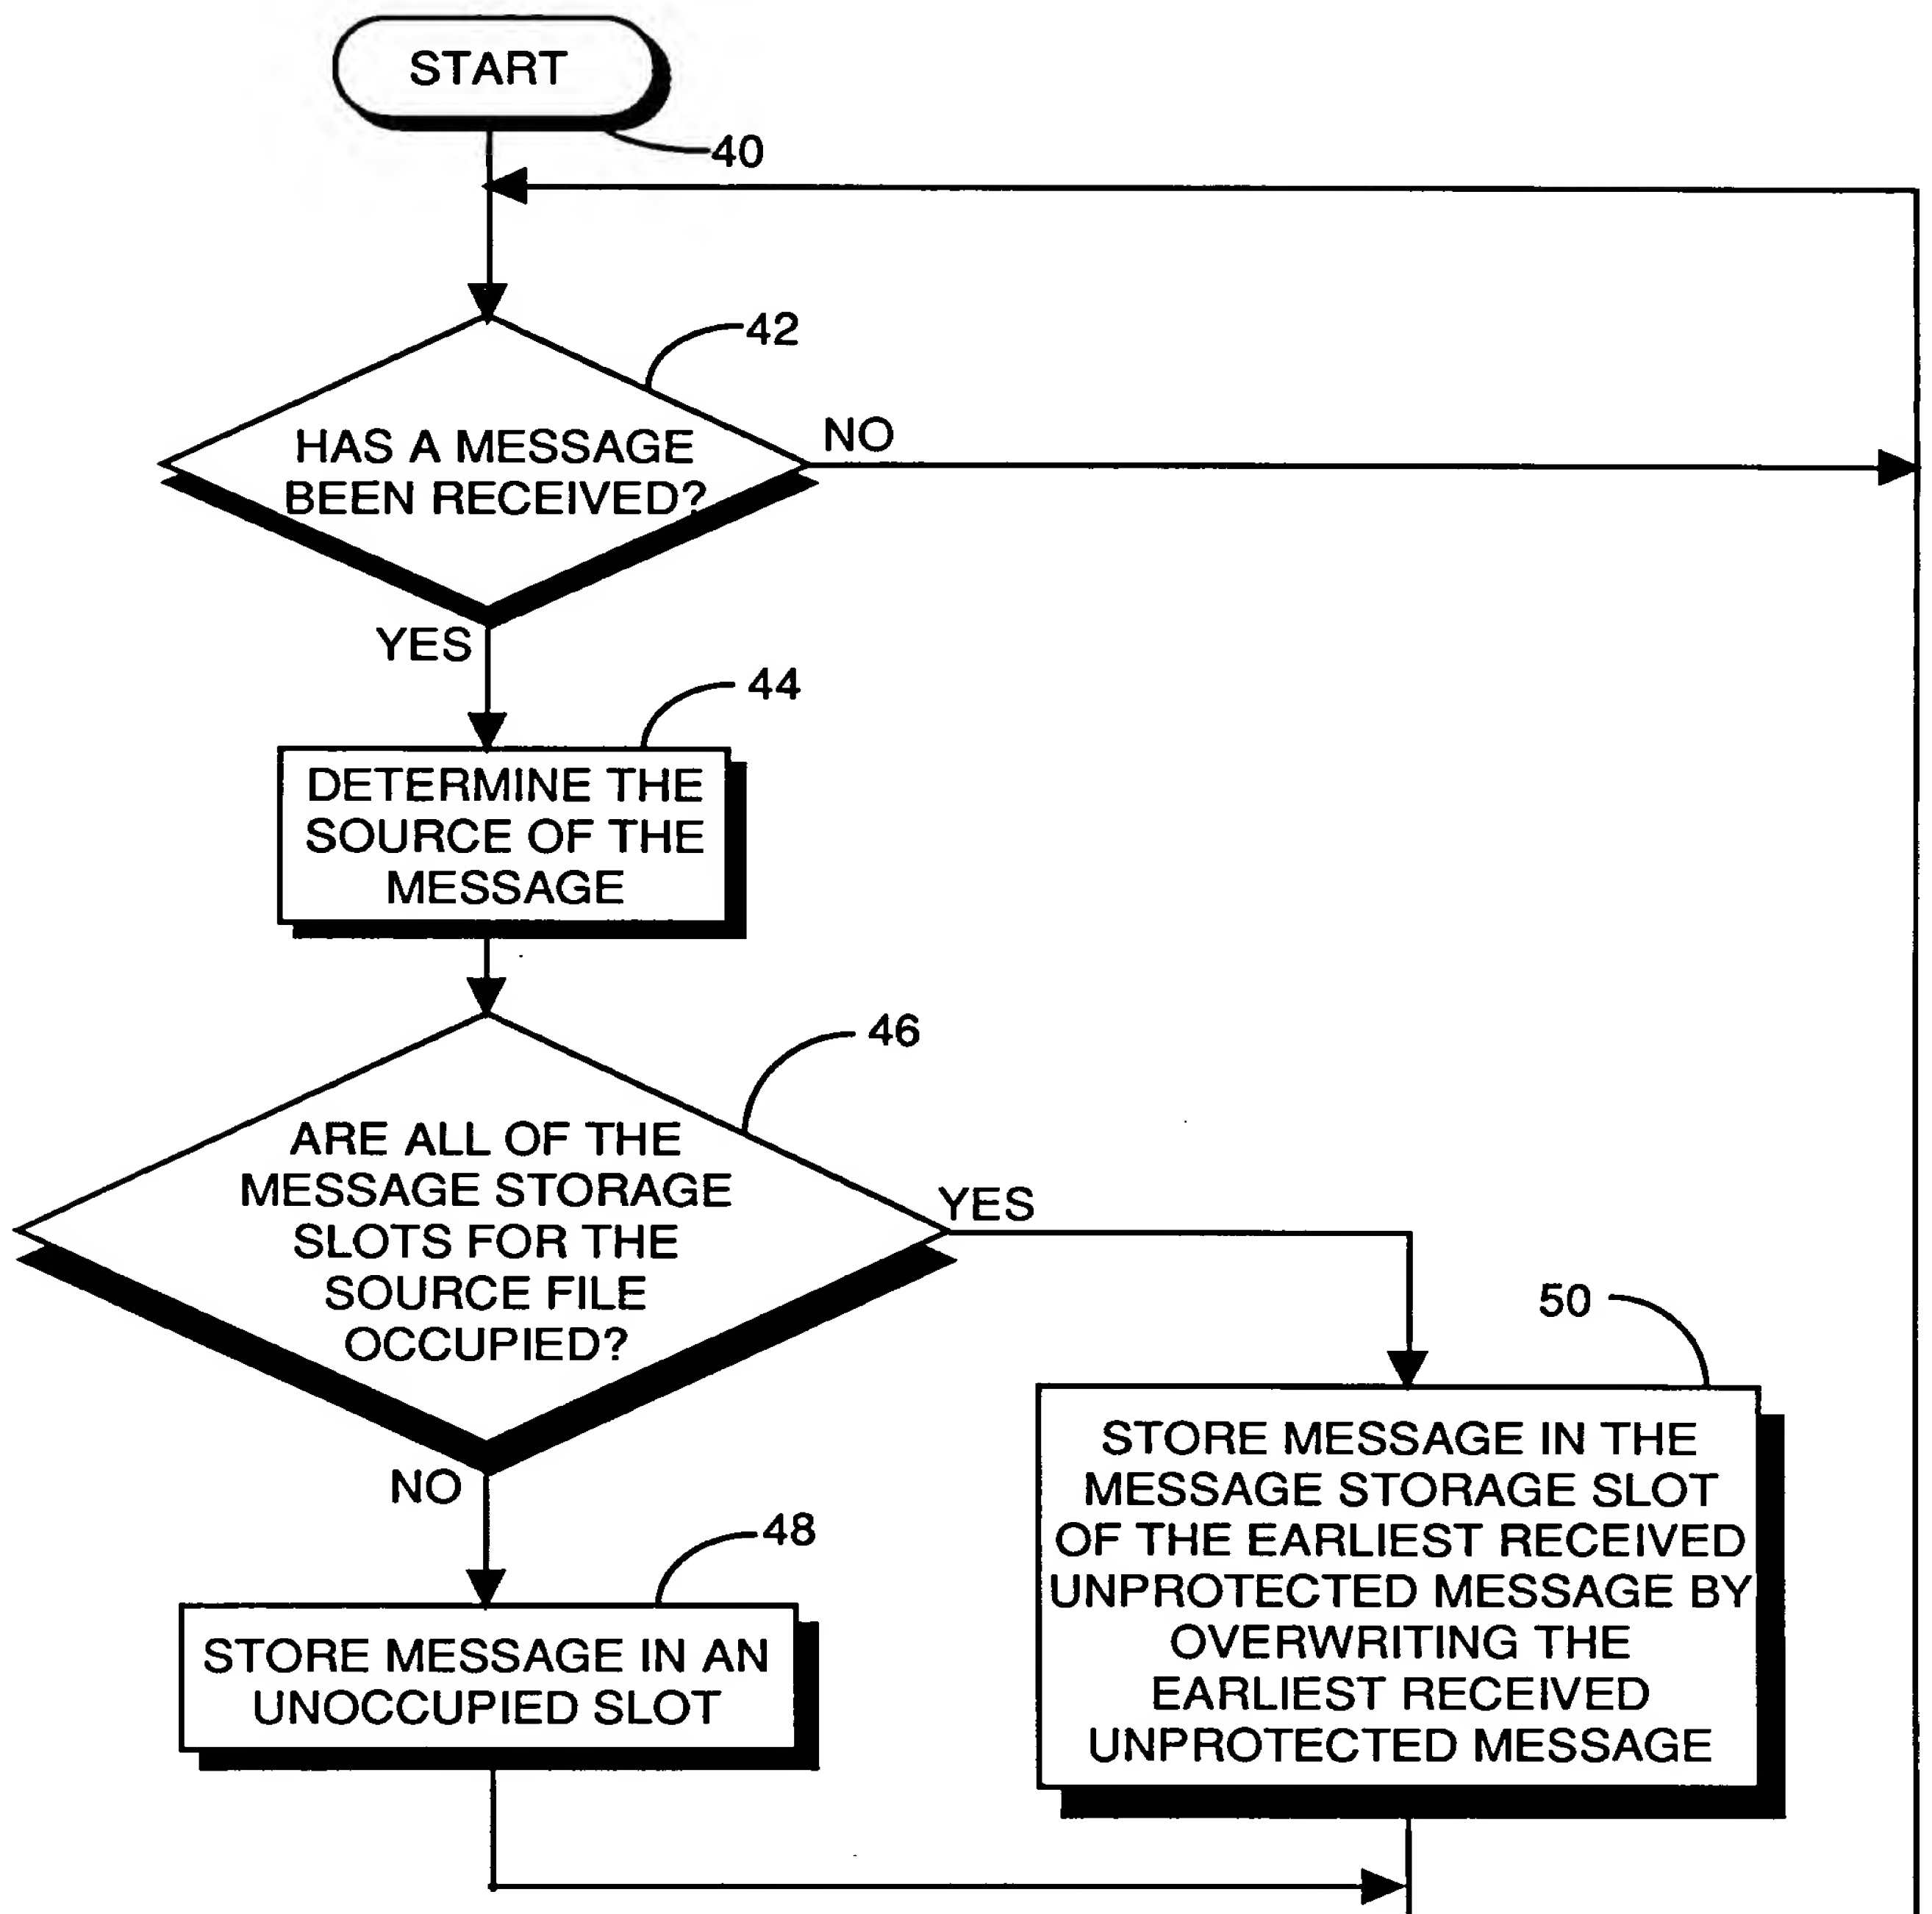 START
40
42
HAS A MESSAGE
BEEN RECEIVED?
NO
YES
44
DETERMINE THE
SOURCE OF THE
MESSAGE
46
ARE ALL OF THE
MESSAGE STORAGE
SLOTS FOR THE
SOURCE FILE
OCCUPIED?
YES
NO
50
STORE MESSAGE IN THE
MESSAGE STORAGE SLOT
OF THE EARLIEST RECEIVED
UNPROTECTED MESSAGE BY
OVERWRITING THE
EARLIEST RECEIVED
UNPROTECTED MESSAGE
48
STORE MESSAGE IN AN
UNOCCUPIED SLOT